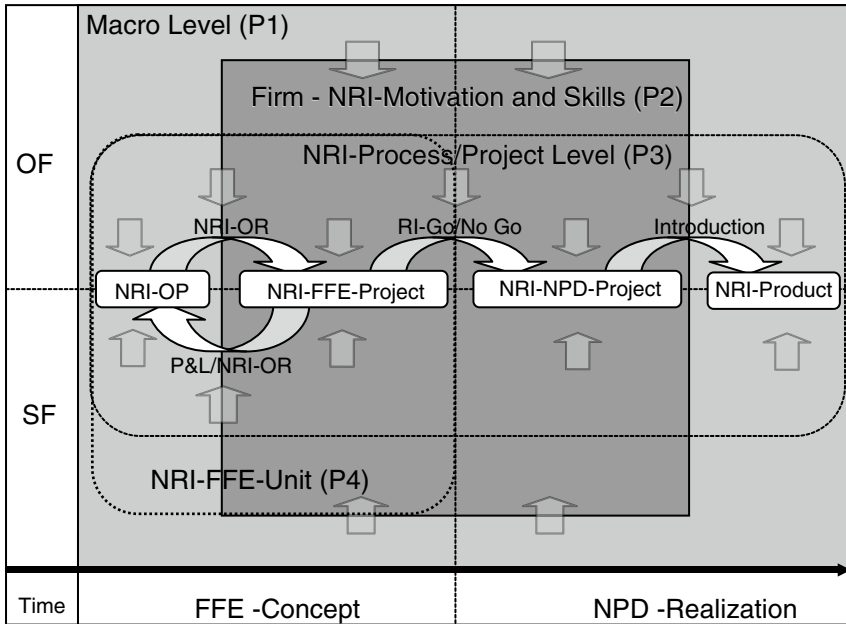 Macro Level (P1)
Firm - NRI-Motivation and Skills (P2)
OF
NRI-Process/Project Level (P3)
NRI-OR
RI-Go/No Go
Introduction
NRI-OP
NRI-FFE-Project
NRI-NPD-Project
NRI-Product
P&L/NRI-OR
SF
NRI-FFE-Unit (P4)
Time
FFE -Concept
NPD -Realization